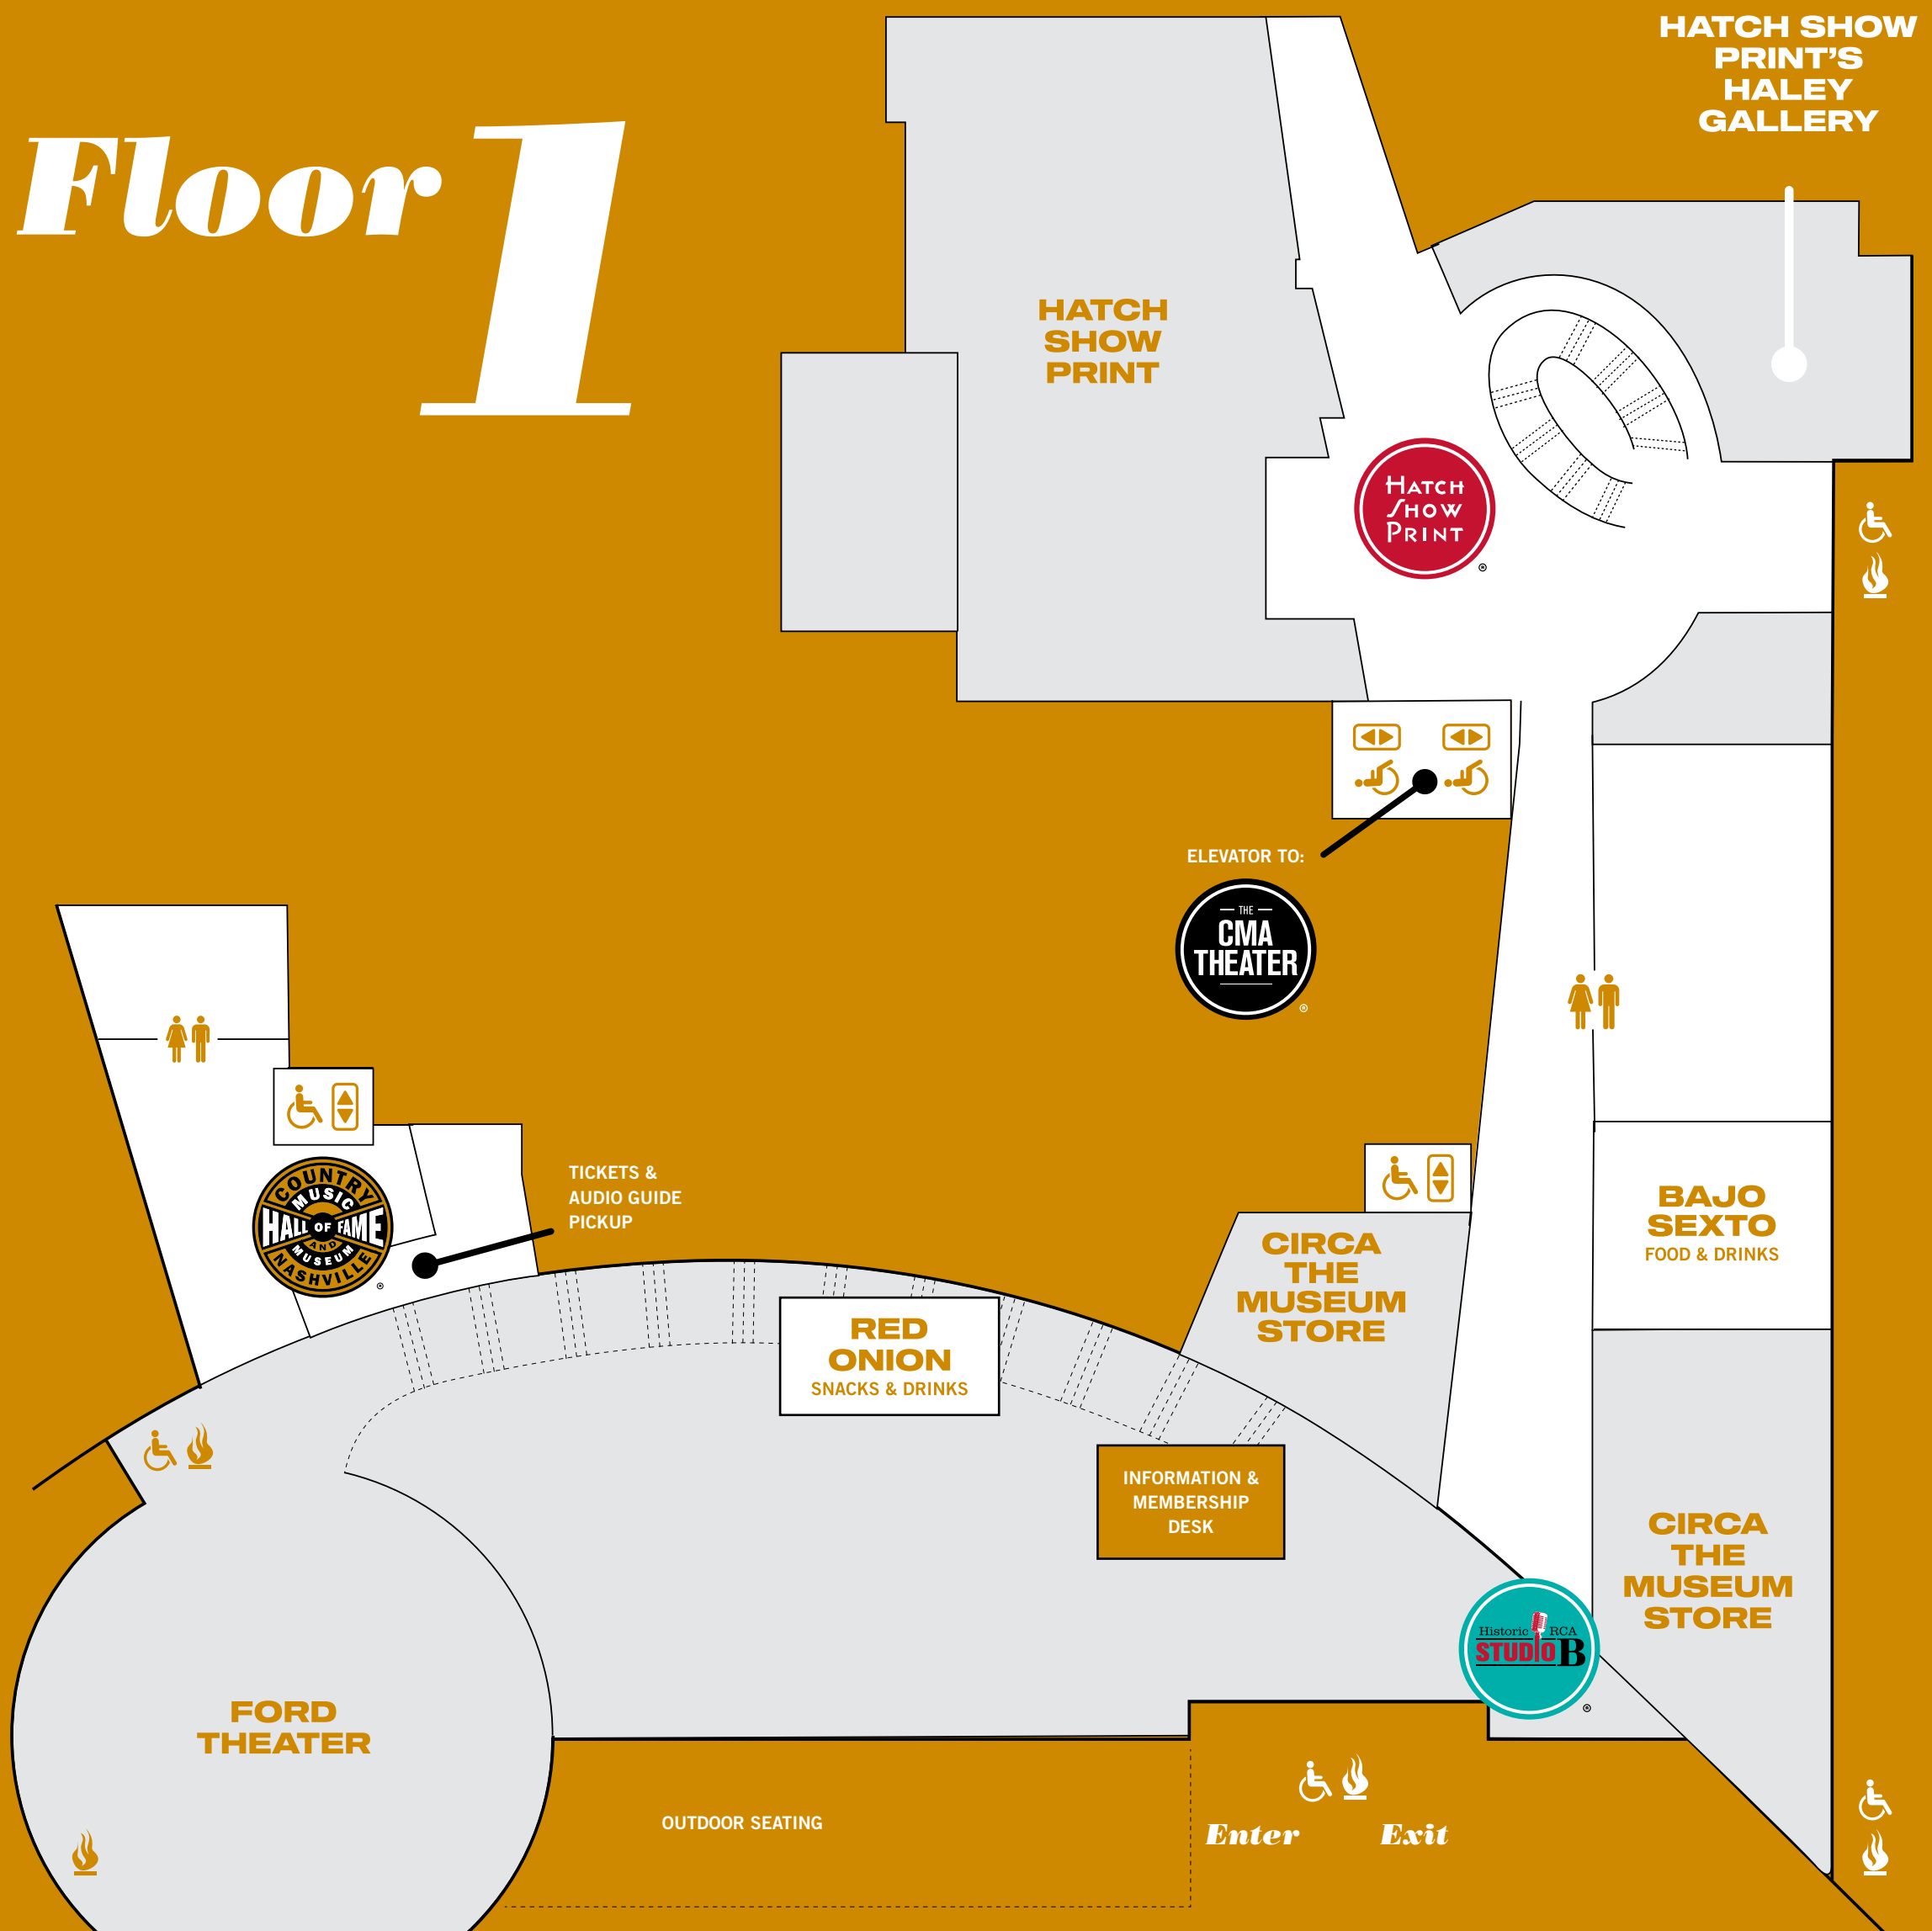 Floor 1
HATCH SHOW
PRINT'S
HALEY
GALLERY
HATCH
SHOW
PRINT
HATCH
SHOW
PRINT
®
ELEVATOR TO:
THE
CMA
THEATER
®
TICKETS &
AUDIO GUIDE
PICKUP
COUNTRY
MUSIC
HALL OF FAME
AND
MUSEUM
NASHVILLE
®
BAJO
SEXTO
FOOD & DRINKS
CIRCA
THE
MUSEUM
STORE
RED
ONION
SNACKS & DRINKS
INFORMATION &
MEMBERSHIP
DESK
CIRCA
THE
MUSEUM
STORE
Historic RCA
STUDIO B
®
FORD
THEATER
OUTDOOR SEATING
Enter Exit